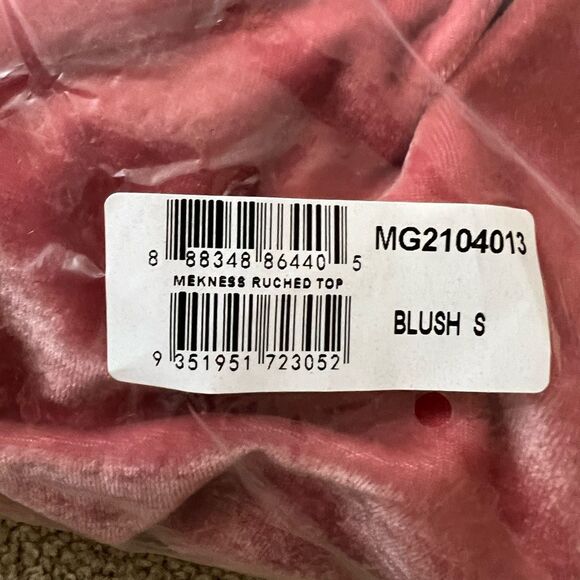 8 88348 86440 5
MEKNESS RUCHED TOP
9 351951 723052
MG2104013
BLUSH S